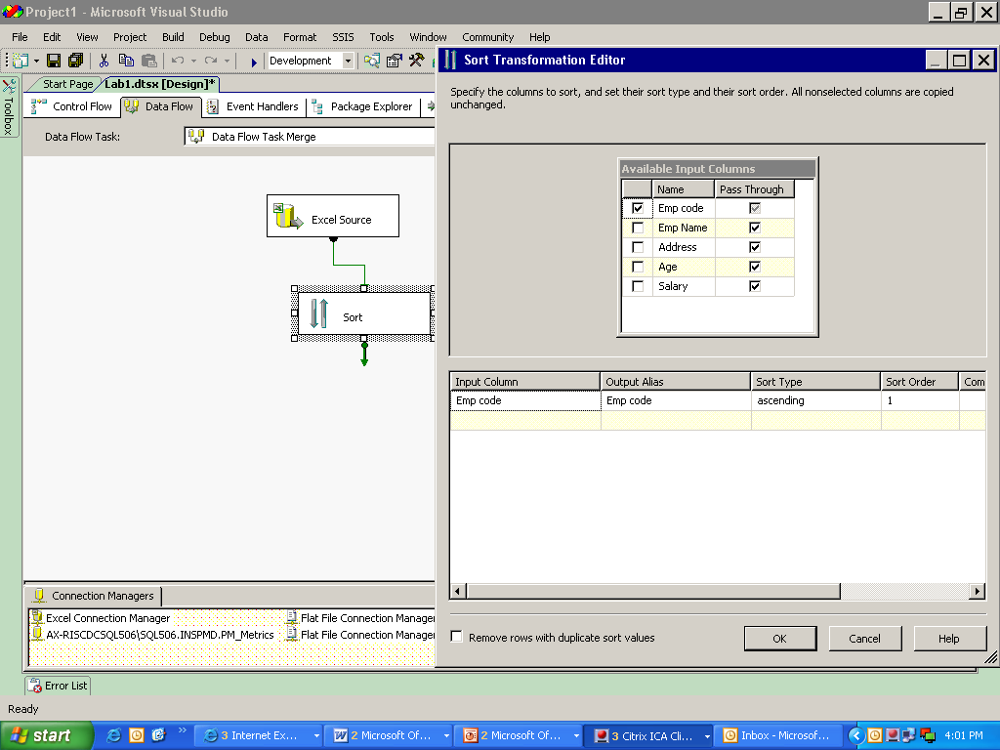 Project1 - Microsoft Visual Studio
File Edit View Project Build Debug Data Format SSIS Tools Window Community Help
Development
Sort Transformation Editor
Start Page Lab1.dtsx [Design]*
Toolbox
Control Flow Data Flow Event Handlers Package Explorer
Data Flow Task: Data Flow Task Merge
Specify the columns to sort, and set their sort type and their sort order. All nonselected columns are copied
unchanged.
Available Input Columns
Name Pass Through
Emp code
Emp Name
Address
Age
Salary
Excel Source
Sort
Input Column Output Alias Sort Type Sort Order Com
Emp code Emp code ascending 1
Connection Managers
Excel Connection Manager Flat File Connection Manager
AX-RISCDCSQL506\SQL506.INSPMD.PM_Metrics Flat File Connection Manager
Remove rows with duplicate sort values
OK Cancel Help
Error List
Ready
start 3 Internet Ex... 2 Microsoft Of... 2 Microsoft Of... 3 Citrix ICA Cli... Inbox - Microsof... 4:01 PM